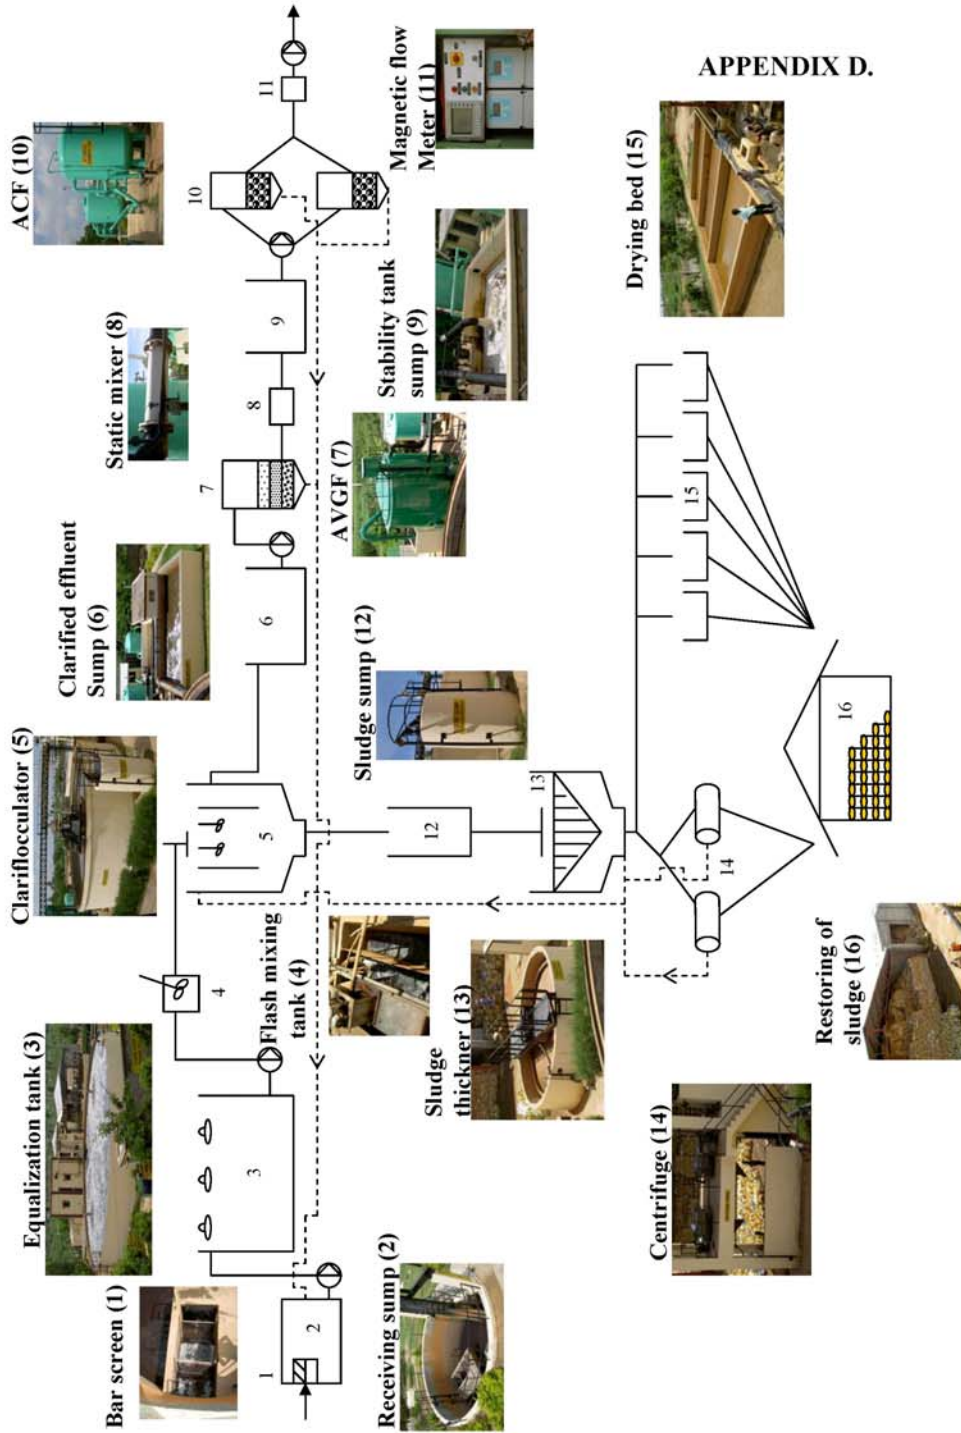 APPENDIX D.
Bar screen (1)
Equalization tank (3)
Clariflocculator (5)
Clarified effluent
Sump (6)
Static mixer (8)
ACF (10)
1
2
3
4
5
6
7
8
9
10
11
Receiving sump (2)
Flash mixing
tank (4)
Sludge sump (12)
AVGF (7)
Stability tank
sump (9)
Magnetic flow
Meter (11)
12
13
14
15
16
Sludge
thickner (13)
Centrifuge (14)
Restoring of
sludge (16)
Drying bed (15)